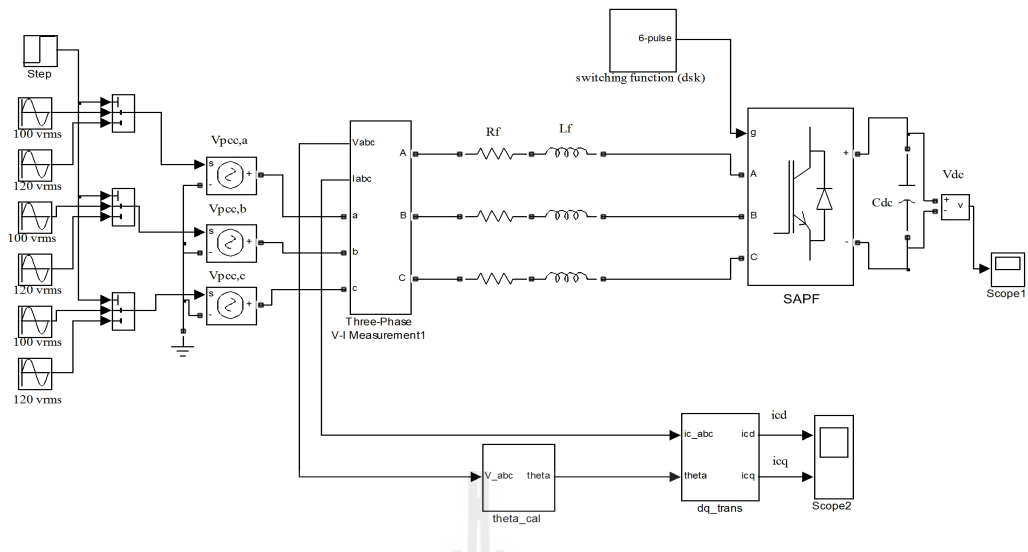 6-pulse
switching function (dsk)
Step
100 vrms
120 vrms
100 vrms
120 vrms
100 vrms
120 vrms
Vpcc,a
s
-
+
Vpcc,b
s
-
+
Vpcc,c
s
-
+
Vabc
Iabc
a
b
c
A
B
C
Three-Phase
V-I Measurement1
Rf
Lf
g
A
B
C
+
-
SAPF
Cdc
Vdc
+
-
v
Scope1
V_abc
theta
theta_cal
ic_abc
theta
icd
icq
dq_trans
icd
icq
Scope2